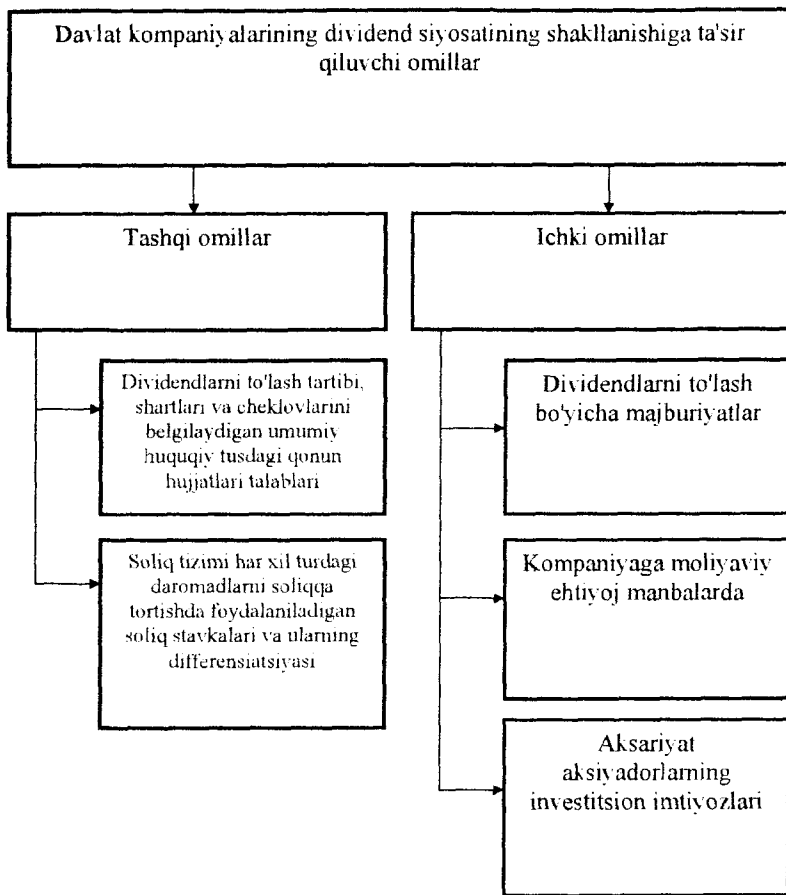 Davlat kompaniyalarining dividend siyosatining shakllanishiga ta'sir
qiluvchi omillar
Tashqi omillar
Ichki omillar
Dividendlarni to'lash tartibi,
shartlari va cheklovlarini
belgilaydigan umumiy
huquqiy tusdagi qonun
hujjatlari talablari
Dividendlarni to'lash
bo'yicha majburiyatlar
Soliq tizimi har xil turdagi
daromadlarni soliqqa
tortishda foydalaniladigan
soliq stavkalari va ularning
differensiatsiyasi
Kompaniyaga moliyaviy
ehtiyoj manbalarda
Aksariyat
aksiyadorlarning
investitsion imtiyozlari